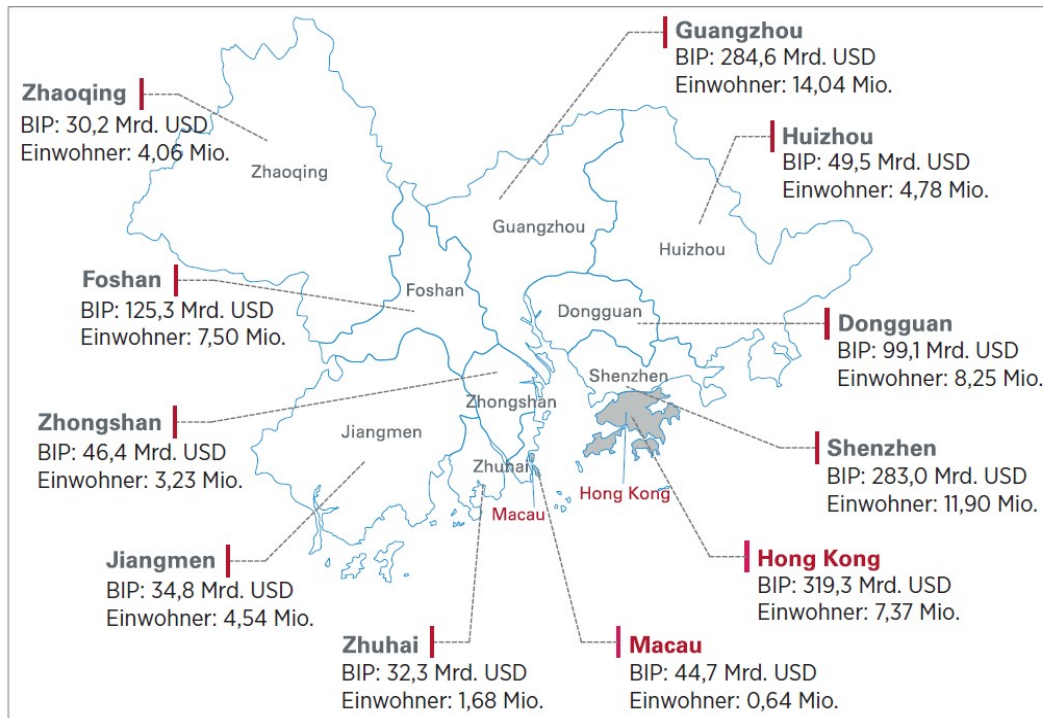 Guangzhou
BIP: 284,6 Mrd. USD
Einwohner: 14,04 Mio.
Zhaoqing
BIP: 30,2 Mrd. USD
Einwohner: 4,06 Mio.
Huizhou
BIP: 49,5 Mrd. USD
Einwohner: 4,78 Mio.
Zhaoqing
Guangzhou
Huizhou
Foshan
BIP: 125,3 Mrd. USD
Einwohner: 7,50 Mio.
Foshan
Dongguan
Dongguan
BIP: 99,1 Mrd. USD
Einwohner: 8,25 Mio.
Shenzhen
Zhongshan
BIP: 46,4 Mrd. USD
Einwohner: 3,23 Mio.
Zhongshan
Jiangmen
Shenzhen
BIP: 283,0 Mrd. USD
Einwohner: 11,90 Mio.
Zhuhai
Hong Kong
Macau
Jiangmen
BIP: 34,8 Mrd. USD
Einwohner: 4,54 Mio.
Hong Kong
BIP: 319,3 Mrd. USD
Einwohner: 7,37 Mio.
Zhuhai
BIP: 32,3 Mrd. USD
Einwohner: 1,68 Mio.
Macau
BIP: 44,7 Mrd. USD
Einwohner: 0,64 Mio.